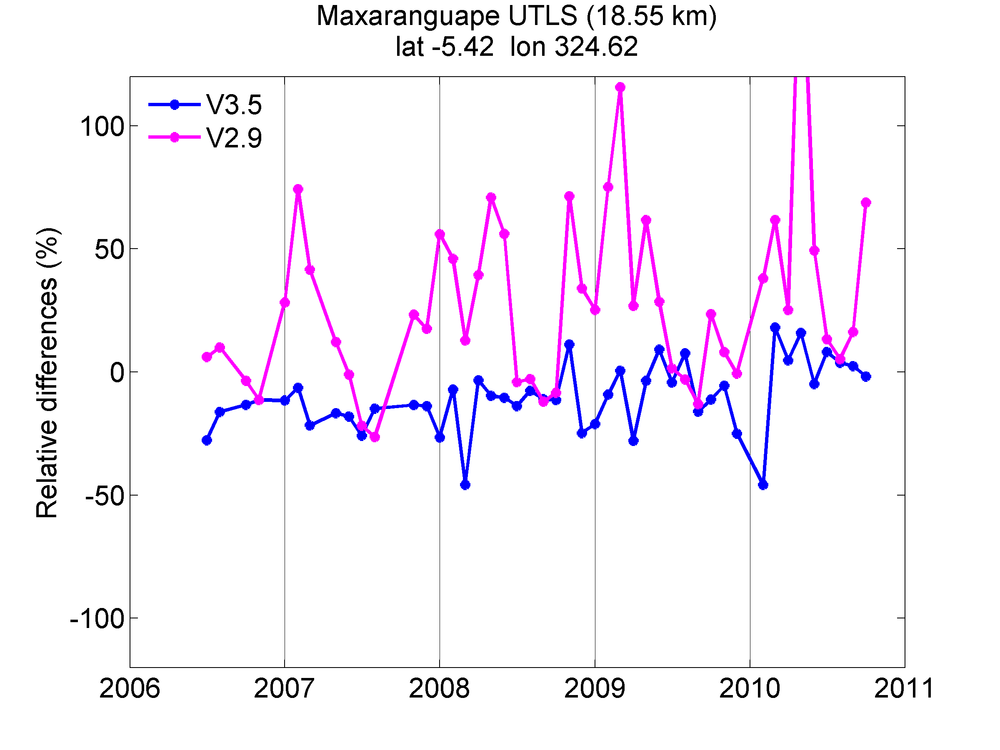 Maxaranguape UTLS (18.55 km)
lat -5.42 lon 324.62
V3.5
V2.9
Relative differences (%)
100
50
0
-50
-100
2006 2007 2008 2009 2010 2011